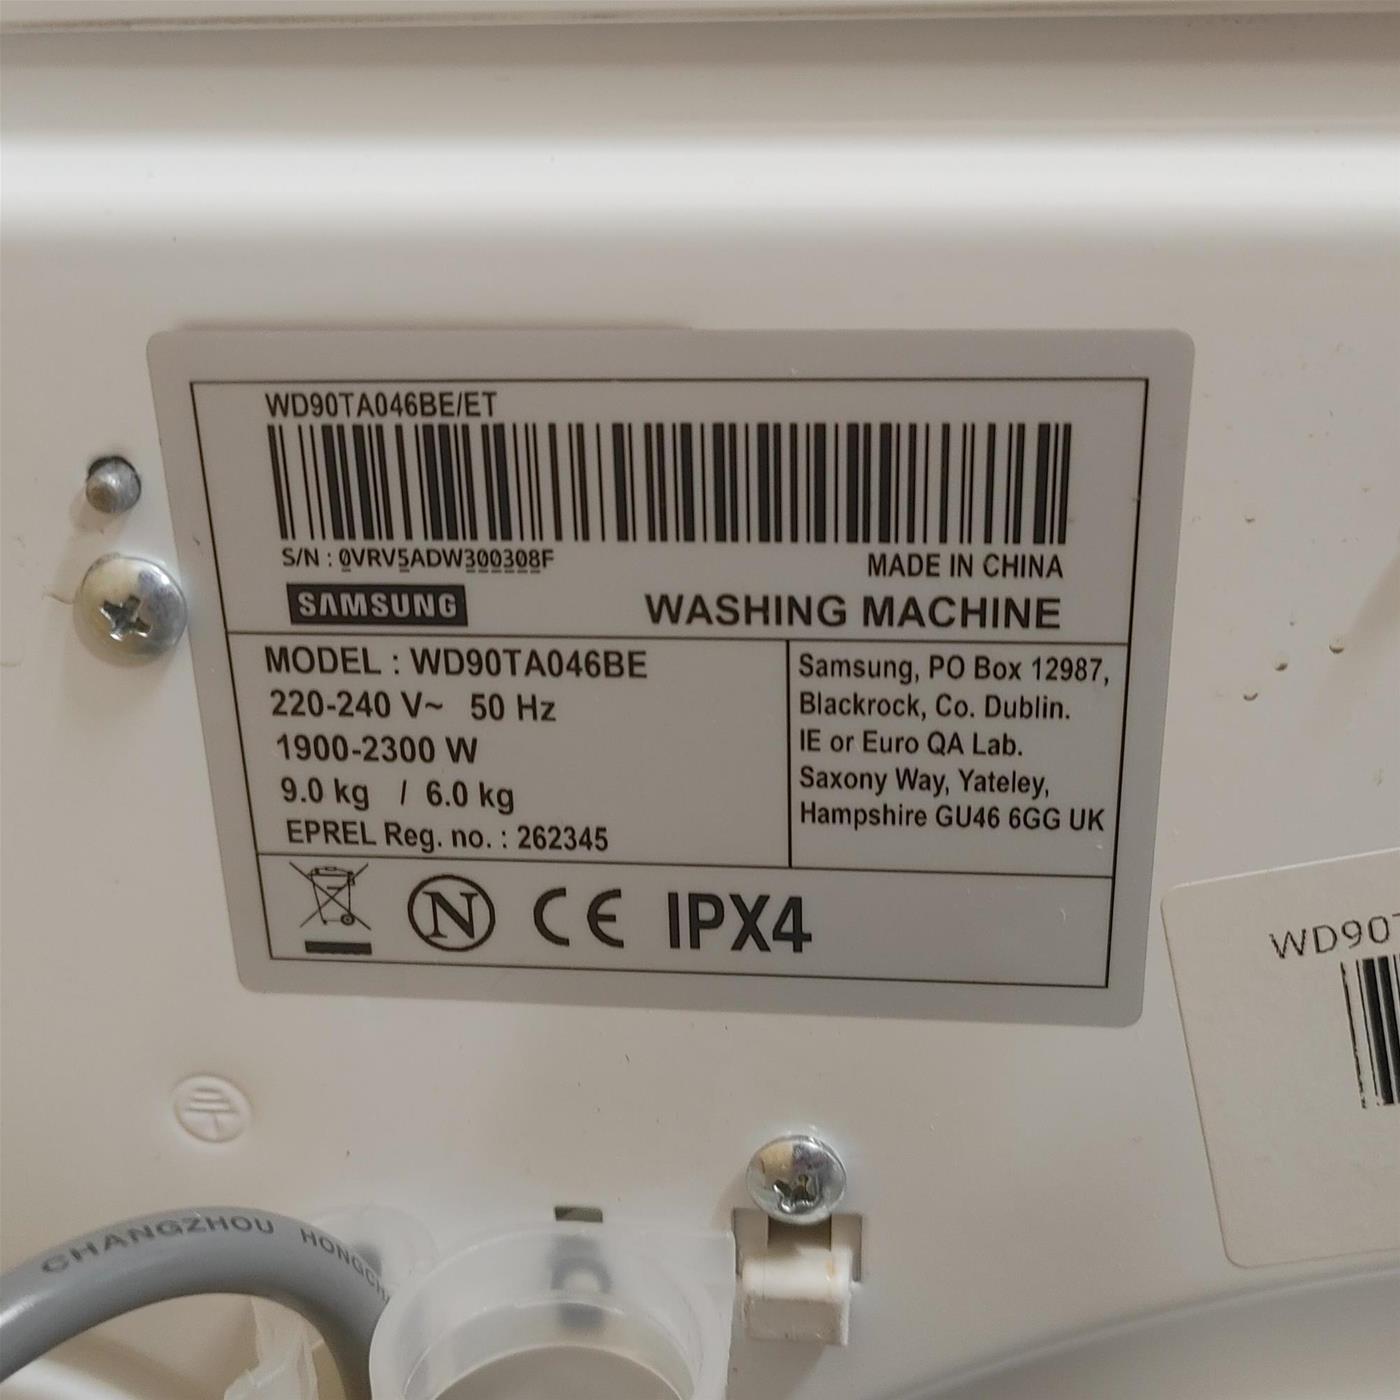 WD90TA046BE/ET
S/N : 0VRV5ADW300308F
MADE IN CHINA
SAMSUNG
WASHING MACHINE
MODEL : WD90TA046BE
220-240 V~ 50 Hz
1900-2300 W
9.0 kg / 6.0 kg
EPREL Reg. no. : 262345
Samsung, PO Box 12987,
Blackrock, Co. Dublin.
IE or Euro QA Lab.
Saxony Way, Yateley,
Hampshire GU46 6GG UK
N CE IPX4
WD90T
CHANGZHOU HONGCH